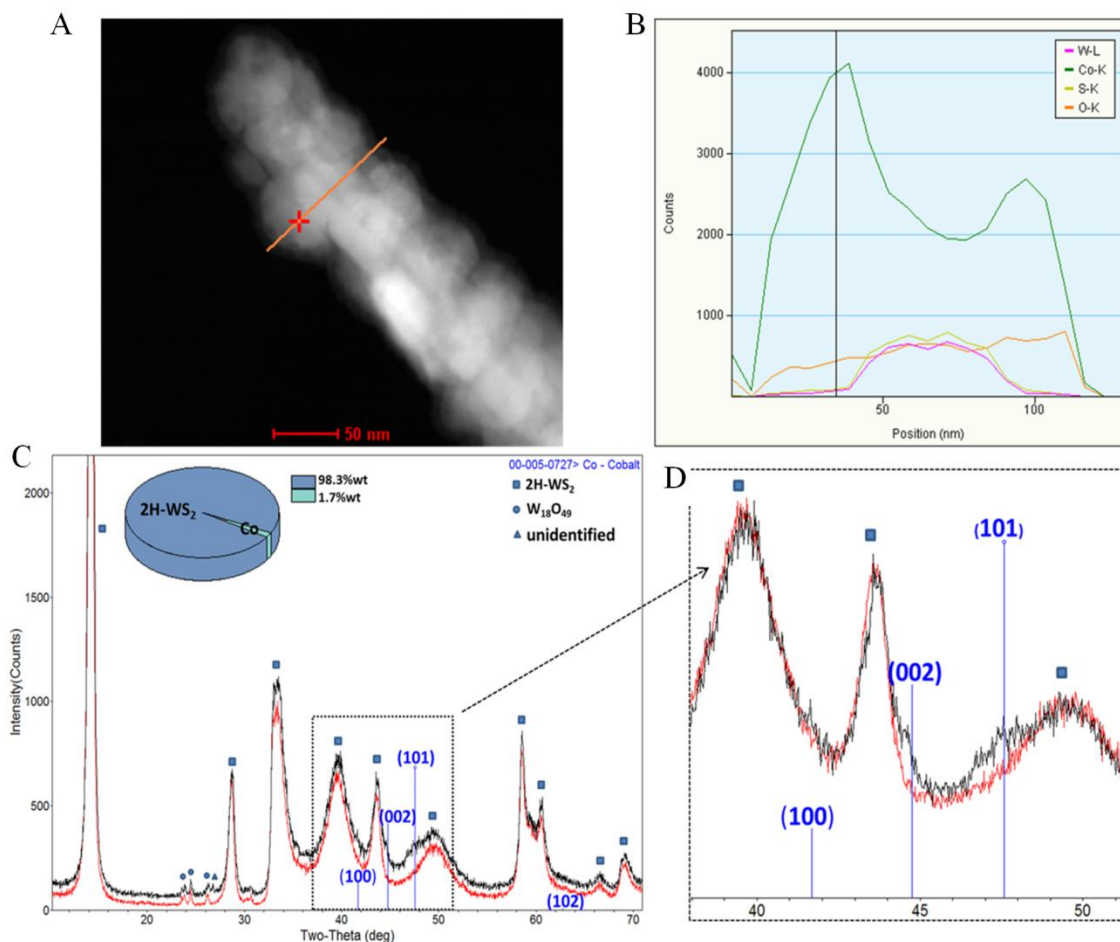 A
50 nm
B
4000
3000
2000
1000
Counts
50
100
Position (nm)
W-L
Co-K
S-K
O-K
C
2000
1500
1000
500
0
Intensity(Counts)
20
30
40
50
60
70
Two-Theta (deg)
2H-WS₂
Co
98.3%wt
1.7%wt
00-005-0727> Co - Cobalt
2H-WS₂
W₁₈O₄₉
unidentified
(100)
(002)
(101)
(102)
D
(100)
(002)
(101)
40
45
50